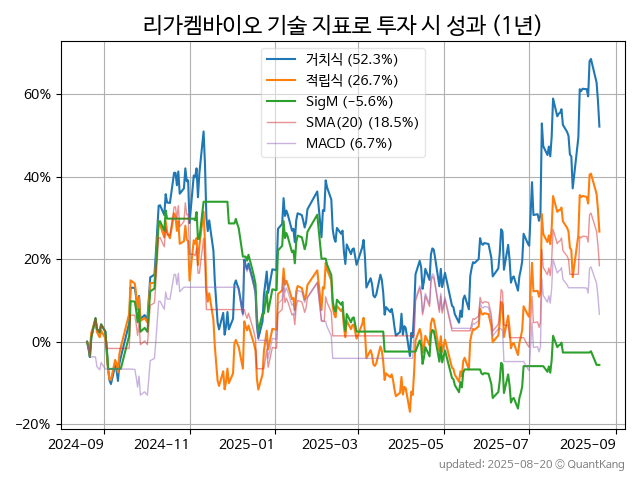 리가켐바이오 기술 지표로 투자 시 성과 (1년)
거치식 (52.3%)
적립식 (26.7%)
SigM (-5.6%)
SMA(20) (18.5%)
MACD (6.7%)
60%
40%
20%
0%
-20%
2024-09 2024-11 2025-01 2025-03 2025-05 2025-07 2025-09
updated: 2025-08-20 © QuantKang